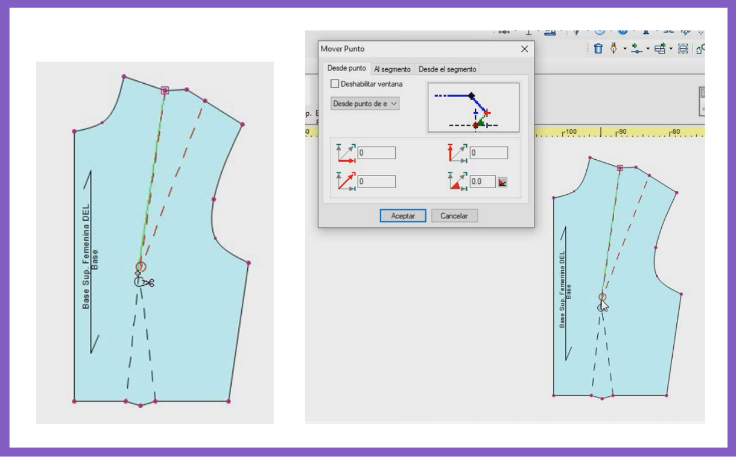 Base Sup. Femenina DEL
Base
Mover Punto
Desde punto
Al segmento
Desde el segmento
Deshabilitar ventana
Desde punto de e
0
0
0
0.0
Aceptar
Cancelar
100
90
80
Base Sup. Femenina DEL
Base